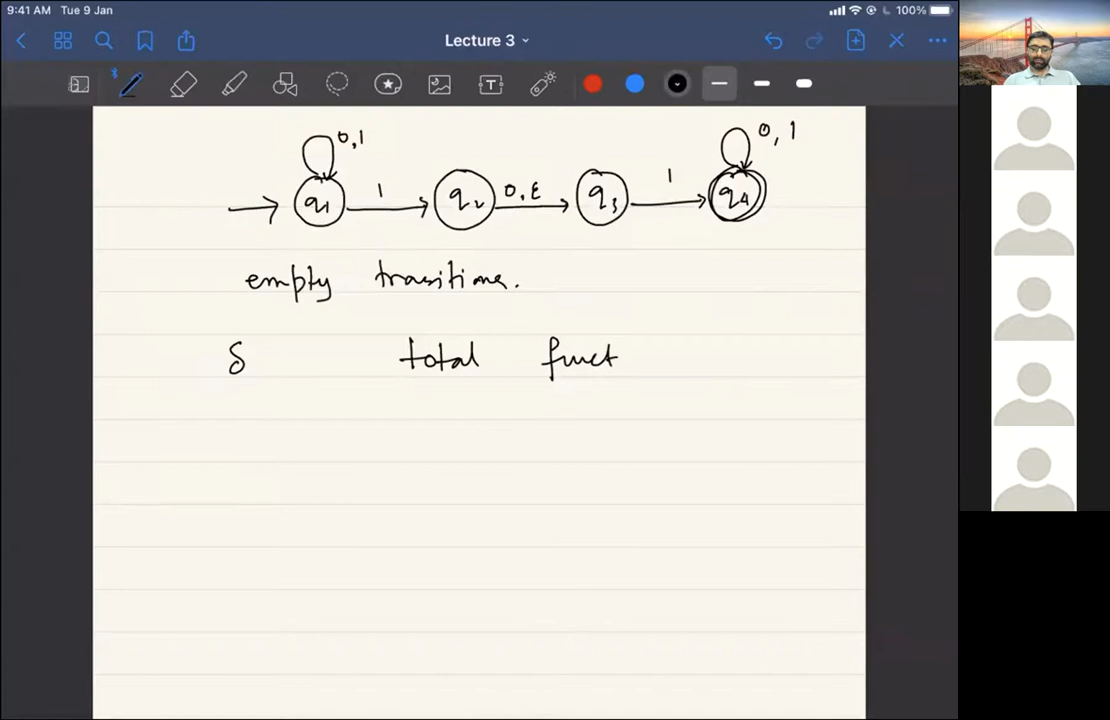 9:41 AM Tue 9 Jan
100%
Lecture 3
T
0,1
0,1
1
0,ε
1
q1
q2
q3
q4
empty trasitions.
δ total funct